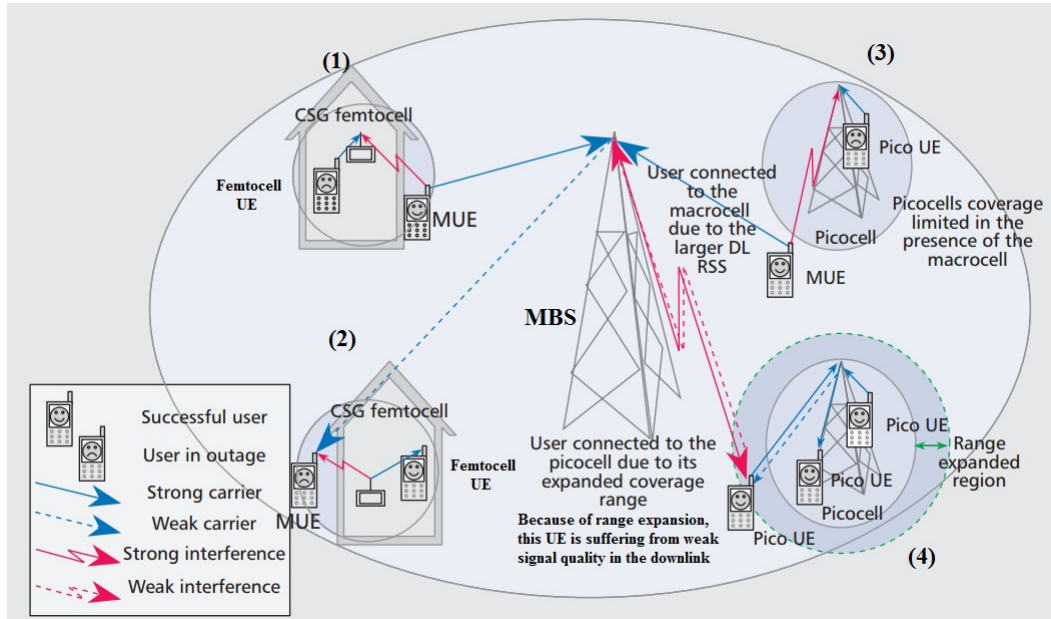 (1)
CSG femtocell
Femtocell
UE
MUE
(3)
Pico UE
Picocells coverage
limited in the
presence of the
macrocell
Picocell
MUE
User connected
to the
macrocell
due to the
larger DL
RSS
MBS
(2)
CSG femtocell
Femtocell
UE
MUE
User connected to the
picocell due to its
expanded coverage
range
Because of range expansion,
this UE is suffering from weak
signal quality in the downlink
Pico UE
Pico UE
Pico UE
Picocell
Range
expanded
region
(4)
Successful user
User in outage
Strong carrier
Weak carrier
Strong interference
Weak interference